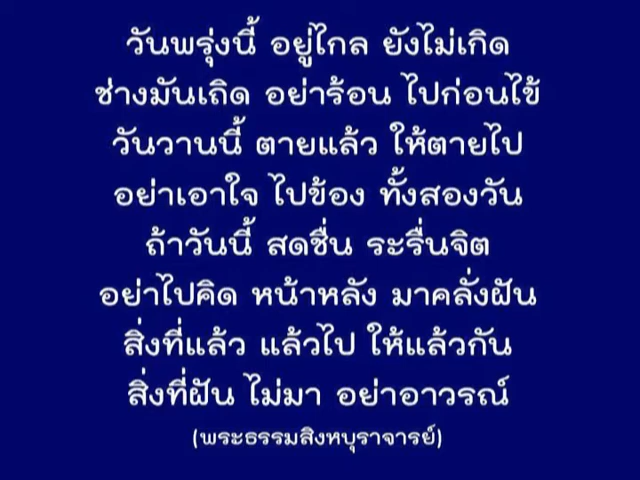 วันพรุ่งนี้ อยู่ไกล ยังไม่เกิด
ช่างมันเถิด อย่าร้อน ไปก่อนไข้
วันวานนี้ ตายแล้ว ให้ตายไป
อย่าเอาใจ ไปข้อง ทั้งสองวัน
ถ้าวันนี้ สดชื่น ระรื่นจิต
อย่าไปคิด หน้าหลัง มาคลั่งฝัน
สิ่งที่แล้ว แล้วไป ให้แล้วกัน
สิ่งที่ฝัน ไม่มา อย่าอาวรณ์
(พระธรรมสิงหบุราจารย์)